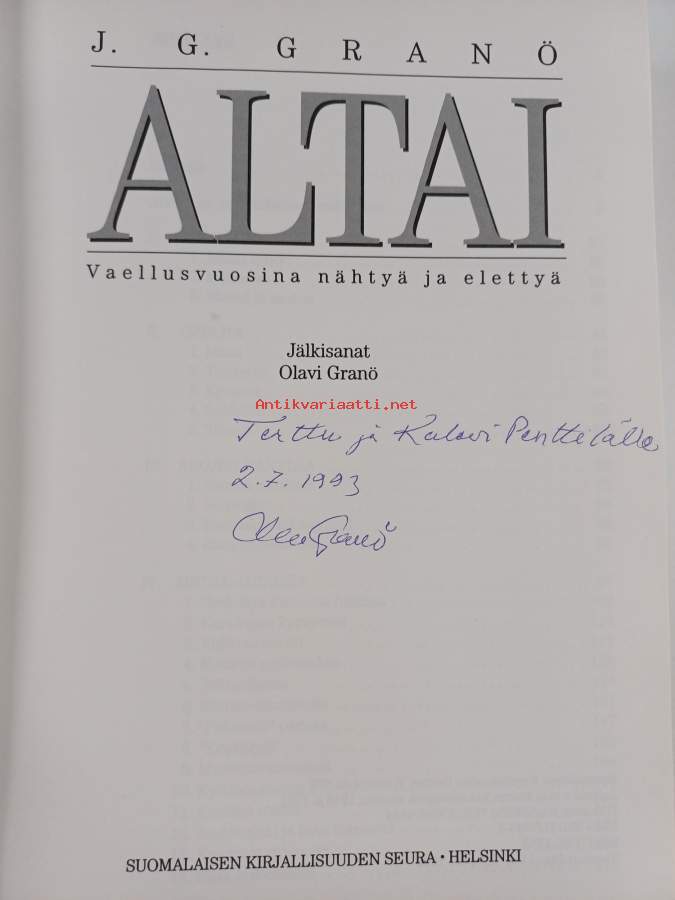 J. G. GRANÖ
ALTAI
Vaellusvuosina nähtyä ja elettyä
Jälkisanat
Olavi Granö
Antikvariaatti.net
Terttu ja Kalevi Penttilälle
2.7.1993
Olavi Granö
SUOMALAISEN KIRJALLISUUDEN SEURA • HELSINKI